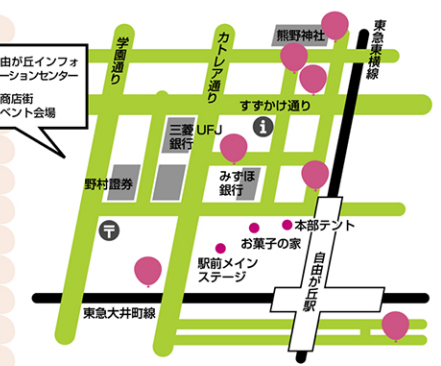 熊野神社
東急東横線
学園通り
カトレア通り
由が丘インフォ
ーションセンター
商店街
ベント会場
すずかけ通り
三菱UFJ
銀行
i
野村證券
みずほ
銀行
〒
本部テント
お菓子の家
駅前メイン
ステージ
自由が丘駅
東急大井町線